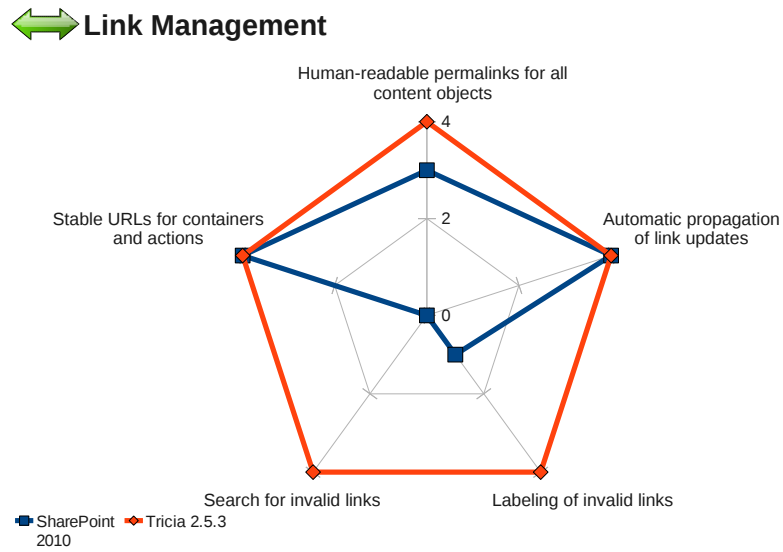 Link Management
Human-readable permalinks for all
content objects
4
Stable URLs for containers
and actions
2
Automatic propagation
of link updates
0
Search for invalid links
Labeling of invalid links
SharePoint
2010
Tricia 2.5.3